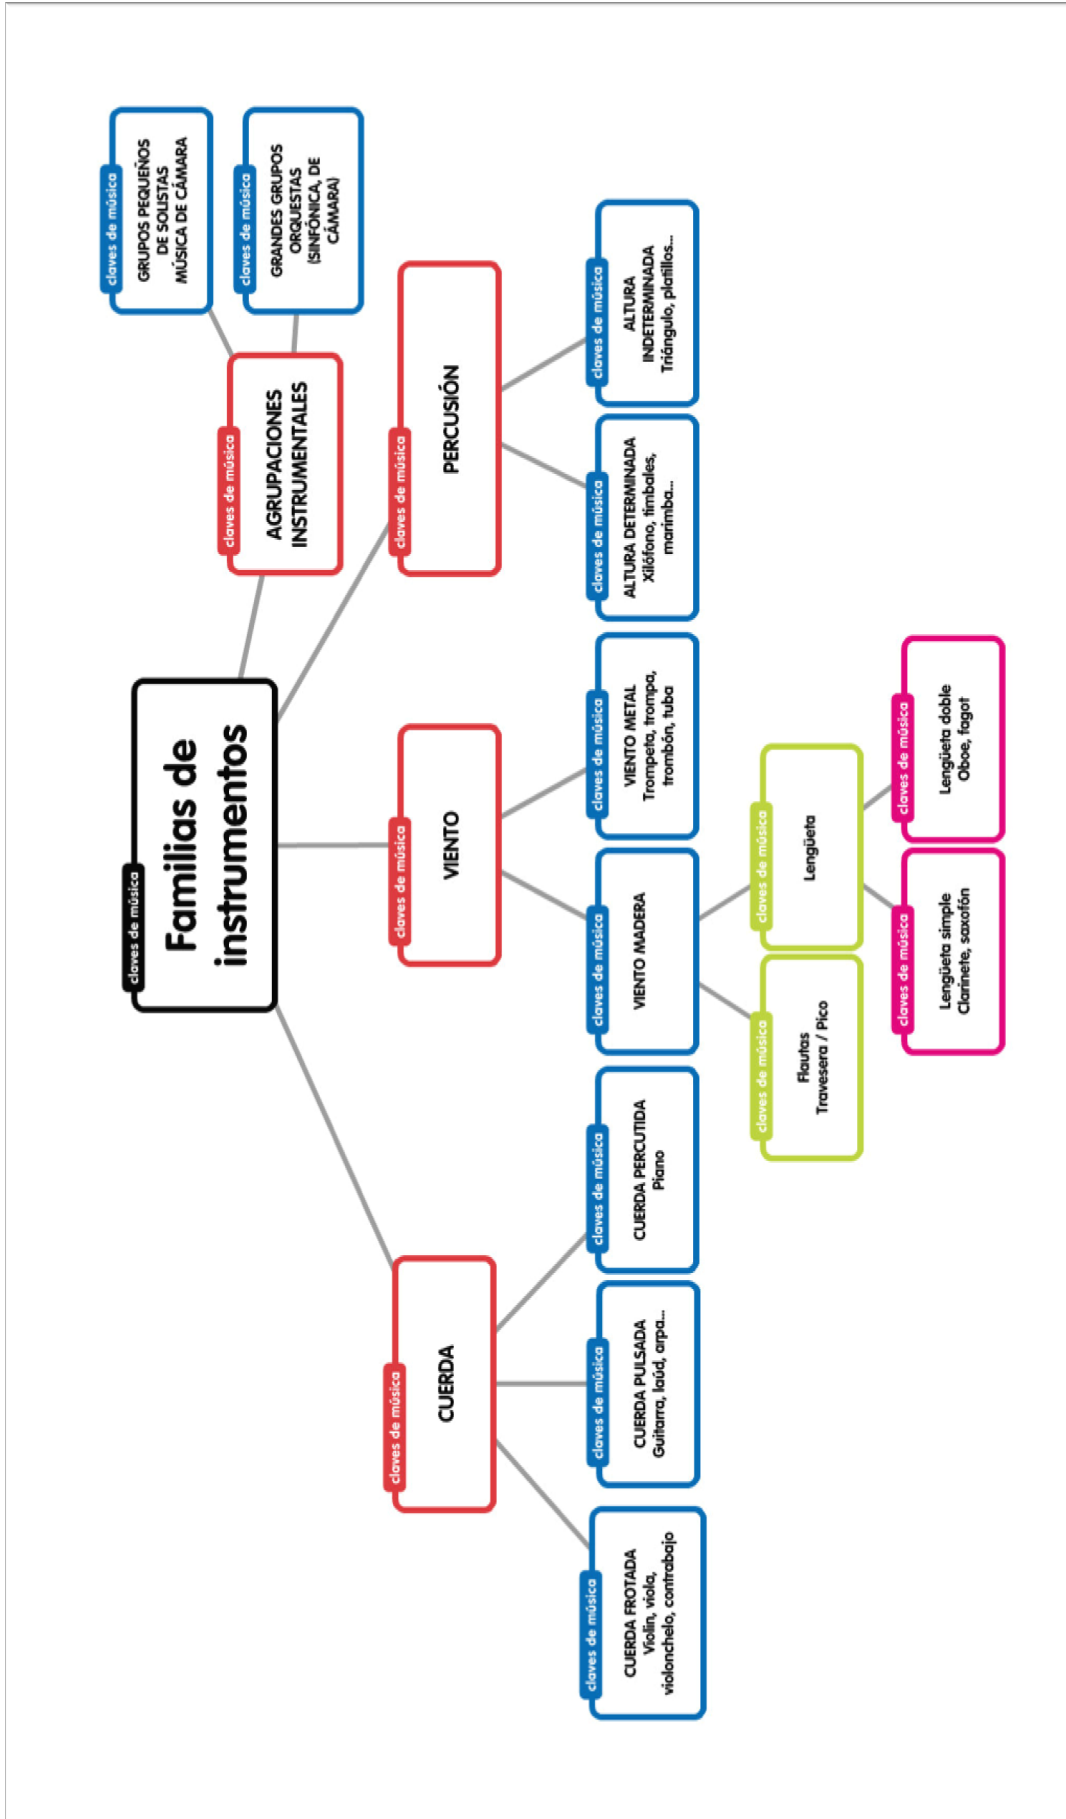 claves de música
Familias de
instrumentos
claves de música
AGRUPACIONES
INSTRUMENTALES
claves de música
GRUPOS PEQUEÑOS
DE SOLISTAS
MÚSICA DE CÁMARA
claves de música
GRANDES GRUPOS
ORQUESTAS
(SINFÓNICA, DE
CÁMARA)
claves de música
CUERDA
claves de música
VIENTO
claves de música
PERCUSIÓN
claves de música
CUERDA FROTADA
Violín, viola,
violonchelo, contrabajo
claves de música
CUERDA PULSADA
Guitarra, laúd, arpa...
claves de música
CUERDA PERCUTIDA
Piano
claves de música
VIENTO MADERA
claves de música
VIENTO METAL
Trompeta, trompa,
trombón, tuba
claves de música
ALTURA DETERMINADA
Xilófono, timbales,
marimba...
claves de música
ALTURA
INDETERMINADA
Triángulo, platillos...
claves de música
Flautas
Travesera / Pico
claves de música
Lengüeta
claves de música
Lengüeta simple
Clarinete, saxofón
claves de música
Lengüeta doble
Oboe, fagot